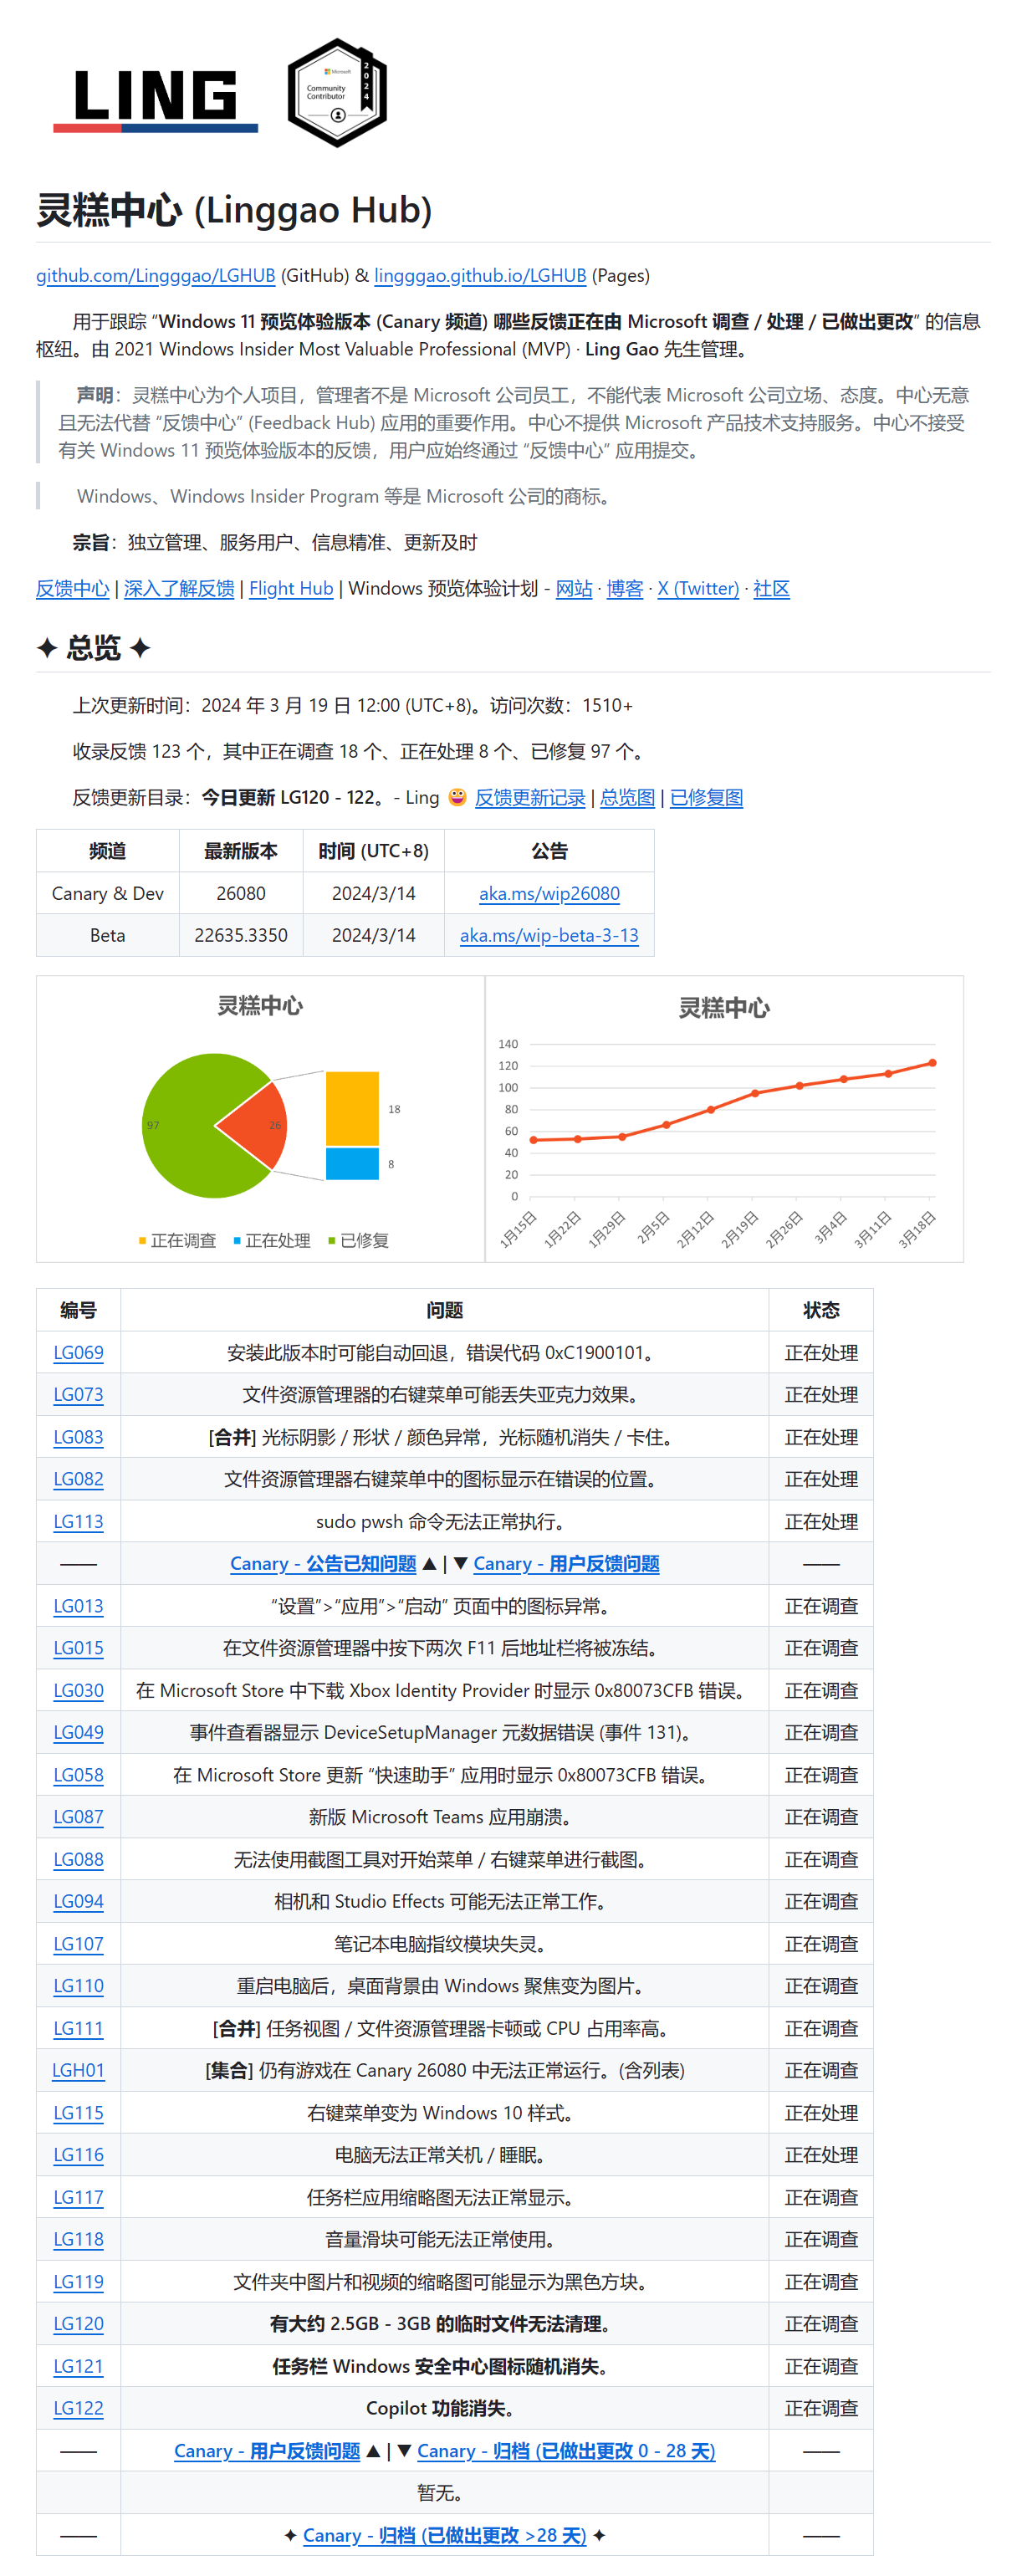 LING
Microsoft
Community
Contributor
2024
灵糕中心 (Linggao Hub)
github.com/Lingggao/LGHUB (GitHub) & lingggao.github.io/LGHUB (Pages)
用于跟踪 “Windows 11 预览体验版本 (Canary 频道) 哪些反馈正在由 Microsoft 调查 / 处理 / 已做出更改” 的信息
枢纽。由 2021 Windows Insider Most Valuable Professional (MVP) · Ling Gao 先生管理。
声明：灵糕中心为个人项目，管理者不是 Microsoft 公司员工，不能代表 Microsoft 公司立场、态度。中心无意
且无法代替 “反馈中心” (Feedback Hub) 应用的重要作用。中心不提供 Microsoft 产品技术支持服务。中心不接受
有关 Windows 11 预览体验版本的反馈，用户应始终通过 “反馈中心” 应用提交。
Windows、Windows Insider Program 等是 Microsoft 公司的商标。
宗旨：独立管理、服务用户、信息精准、更新及时
反馈中心 | 深入了解反馈 | Flight Hub | Windows 预览体验计划 - 网站 · 博客 · X (Twitter) · 社区
✦ 总览 ✦
上次更新时间：2024 年 3 月 19 日 12:00 (UTC+8)。访问次数：1510+
收录反馈 123 个，其中正在调查 18 个、正在处理 8 个、已修复 97 个。
反馈更新目录：今日更新 LG120 - 122。- Ling 😀 反馈更新记录 | 总览图 | 已修复图
频道 最新版本 时间 (UTC+8) 公告
Canary & Dev 26080 2024/3/14 aka.ms/wip26080
Beta 22635.3350 2024/3/14 aka.ms/wip-beta-3-13
灵糕中心
97
26
18
8
正在调查 正在处理 已修复
灵糕中心
140
120
100
80
60
40
20
0
1月15日 1月22日 1月29日 2月5日 2月12日 2月19日 2月26日 3月4日 3月11日 3月18日
编号 问题 状态
LG069 安装此版本时可能自动回退，错误代码 0xC1900101。 正在处理
LG073 文件资源管理器的右键菜单可能丢失亚克力效果。 正在处理
LG083 [合并] 光标阴影 / 形状 / 颜色异常，光标随机消失 / 卡住。 正在处理
LG082 文件资源管理器右键菜单中的图标显示在错误的位置。 正在处理
LG113 sudo pwsh 命令无法正常执行。 正在处理
—— Canary - 公告已知问题 ▲ | ▼ Canary - 用户反馈问题 ——
LG013 “设置”>“应用”>“启动” 页面中的图标异常。 正在调查
LG015 在文件资源管理器中按下两次 F11 后地址栏将被冻结。 正在调查
LG030 在 Microsoft Store 中下载 Xbox Identity Provider 时显示 0x80073CFB 错误。 正在调查
LG049 事件查看器显示 DeviceSetupManager 元数据错误 (事件 131)。 正在调查
LG058 在 Microsoft Store 更新 “快速助手” 应用时显示 0x80073CFB 错误。 正在调查
LG087 新版 Microsoft Teams 应用崩溃。 正在调查
LG088 无法使用截图工具对开始菜单 / 右键菜单进行截图。 正在调查
LG094 相机和 Studio Effects 可能无法正常工作。 正在调查
LG107 笔记本电脑指纹模块失灵。 正在调查
LG110 重启电脑后，桌面背景由 Windows 聚焦变为图片。 正在调查
LG111 [合并] 任务视图 / 文件资源管理器卡顿或 CPU 占用率高。 正在调查
LGH01 [集合] 仍有游戏在 Canary 26080 中无法正常运行。(含列表) 正在调查
LG115 右键菜单变为 Windows 10 样式。 正在处理
LG116 电脑无法正常关机 / 睡眠。 正在处理
LG117 任务栏应用缩略图无法正常显示。 正在调查
LG118 音量滑块可能无法正常使用。 正在调查
LG119 文件夹中图片和视频的缩略图可能显示为黑色方块。 正在调查
LG120 有大约 2.5GB - 3GB 的临时文件无法清理。 正在调查
LG121 任务栏 Windows 安全中心图标随机消失。 正在调查
LG122 Copilot 功能消失。 正在调查
—— Canary - 用户反馈问题 ▲ | ▼ Canary - 归档 (已做出更改 0 - 28 天) ——
暂无。
—— ✦ Canary - 归档 (已做出更改 >28 天) ✦ ——